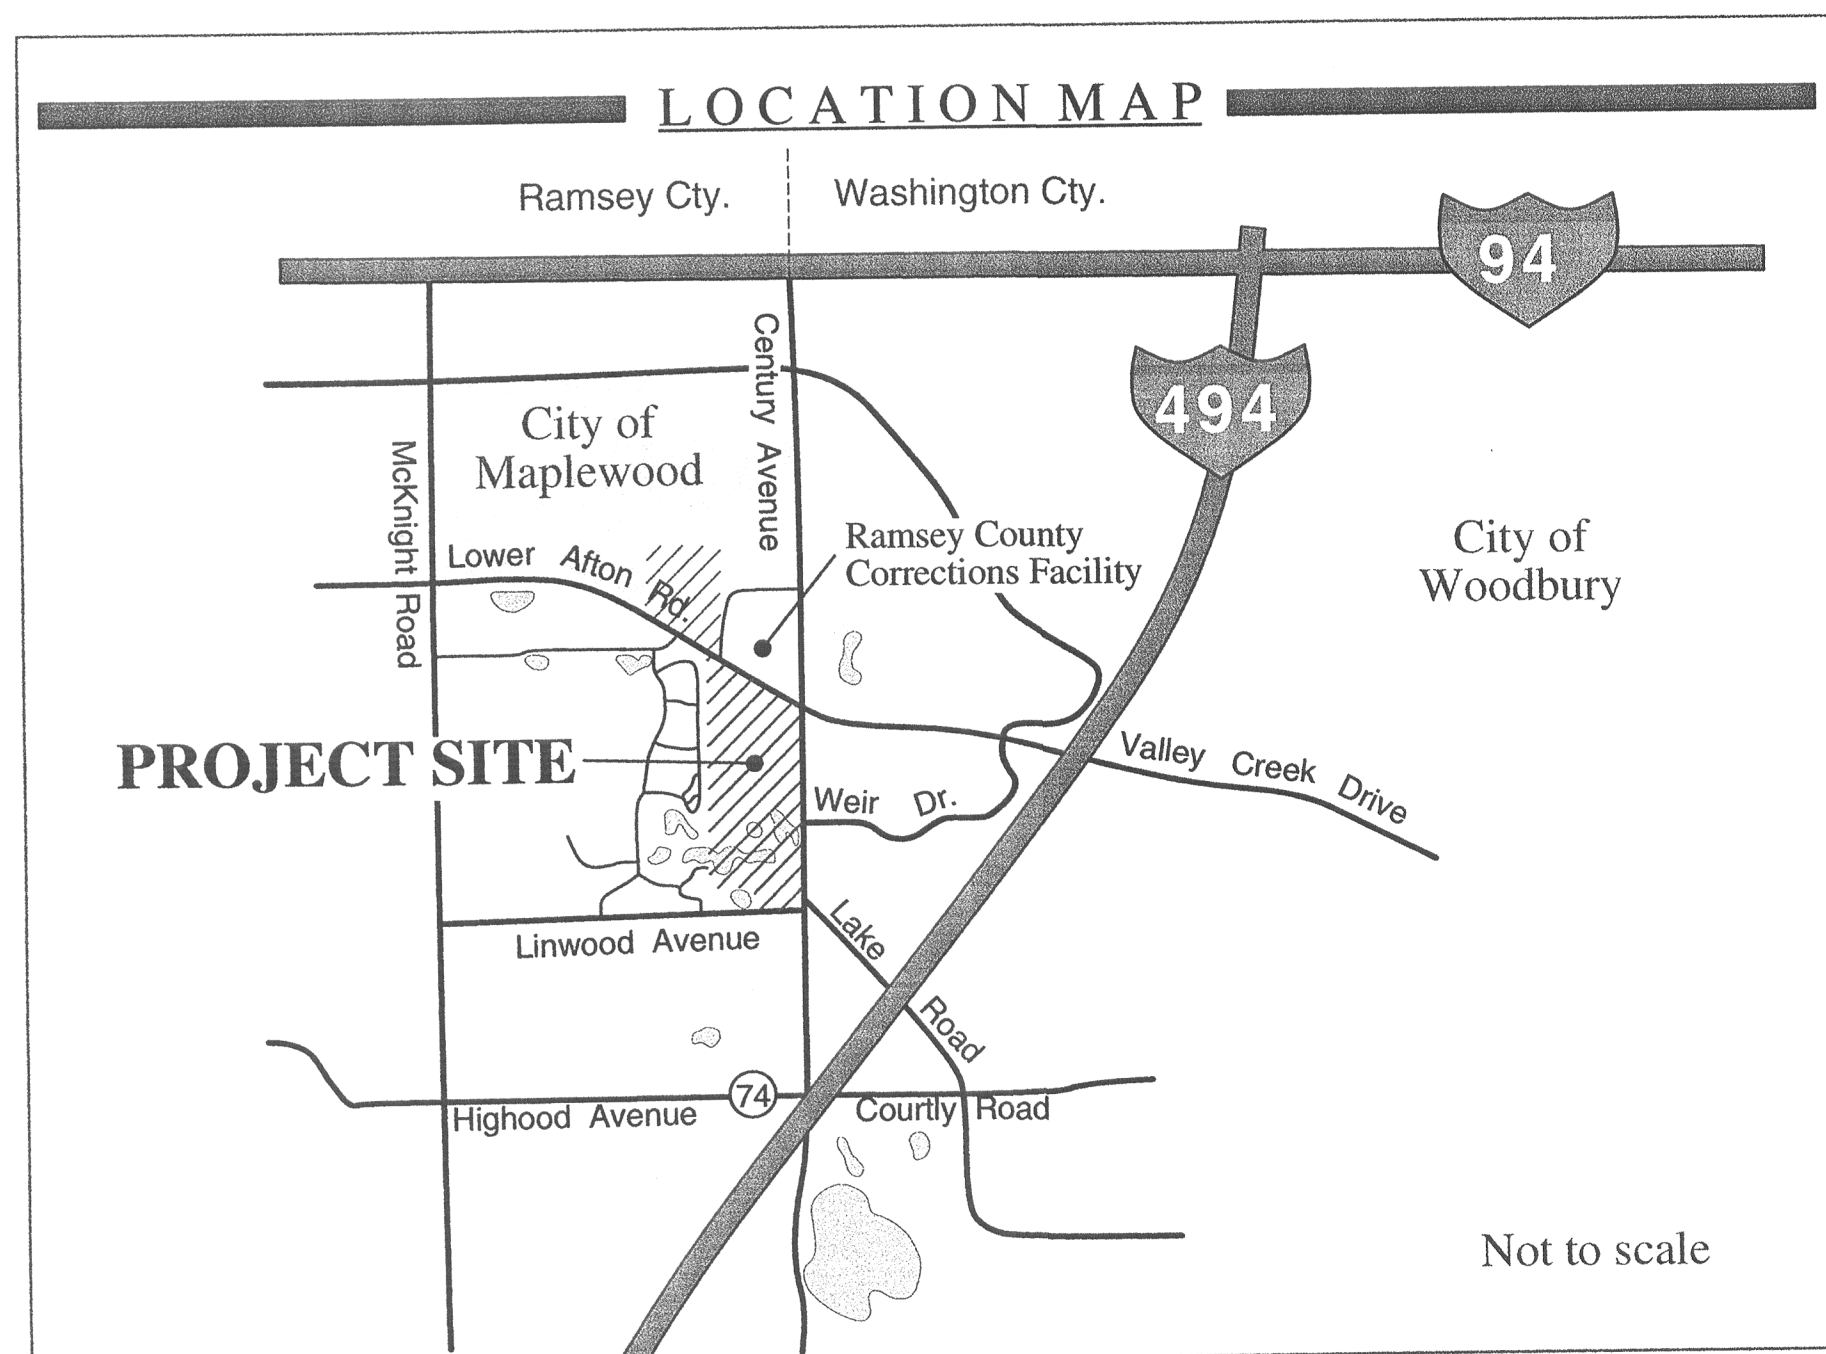 LOCATION MAP
Ramsey Cty.
Washington Cty.
94
494
Century Avenue
City of
Maplewood
McKnight Road
Lower Afton Rd.
Ramsey County
Corrections Facility
City of
Woodbury
PROJECT SITE
Valley Creek Drive
Weir Dr.
Lake Road
Linwood Avenue
74
Highood Avenue
Courtly Road
Not to scale